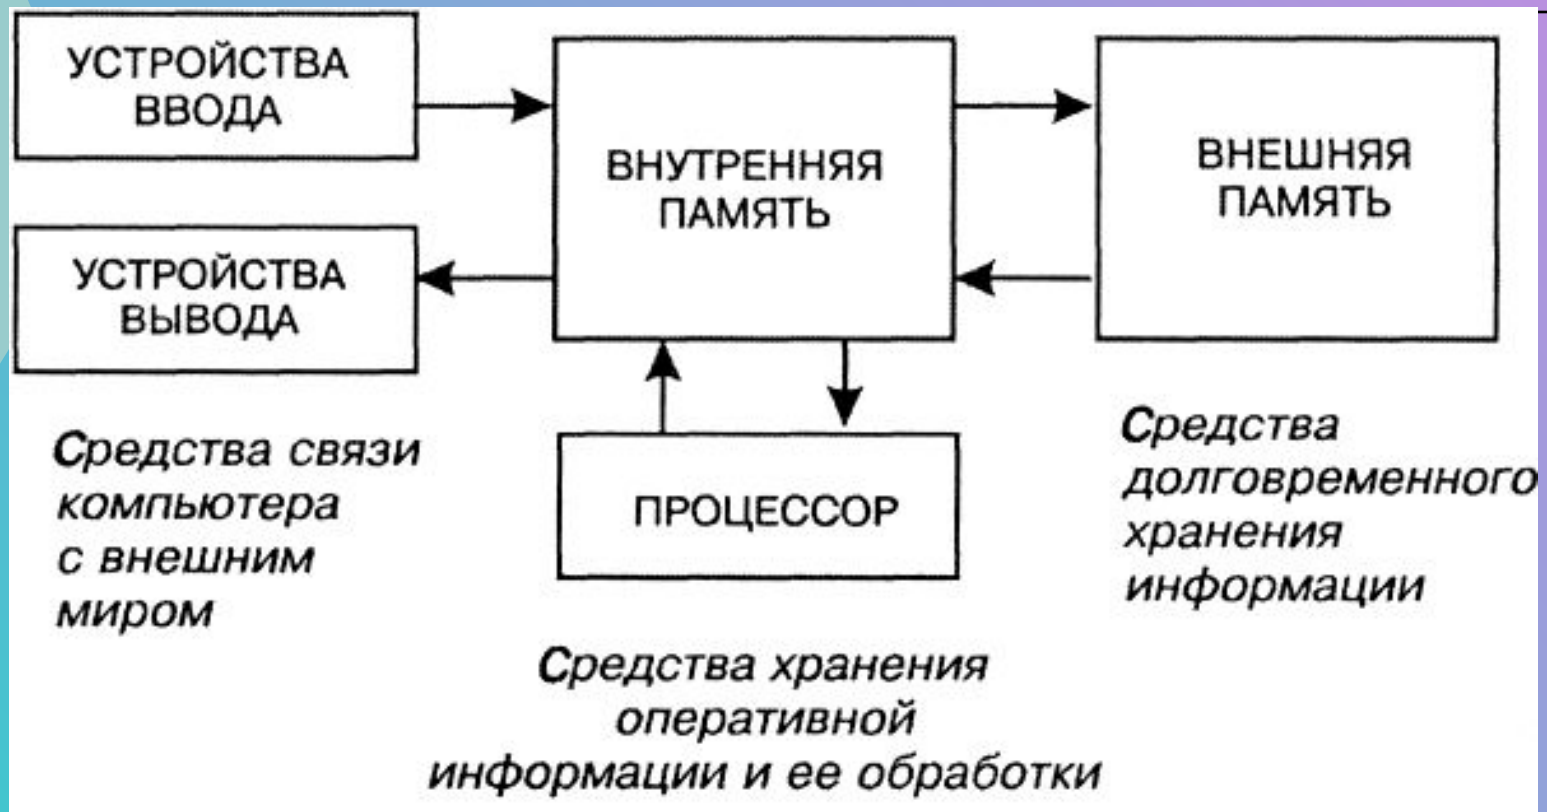 УСТРОЙСТВА
ВВОДА
УСТРОЙСТВА
ВЫВОДА
Средства связи
компьютера
с внешним
миром
ВНУТРЕННЯЯ
ПАМЯТЬ
ПРОЦЕССОР
Средства хранения
оперативной
информации и ее обработки
ВНЕШНЯЯ
ПАМЯТЬ
Средства
долговременного
хранения
информации